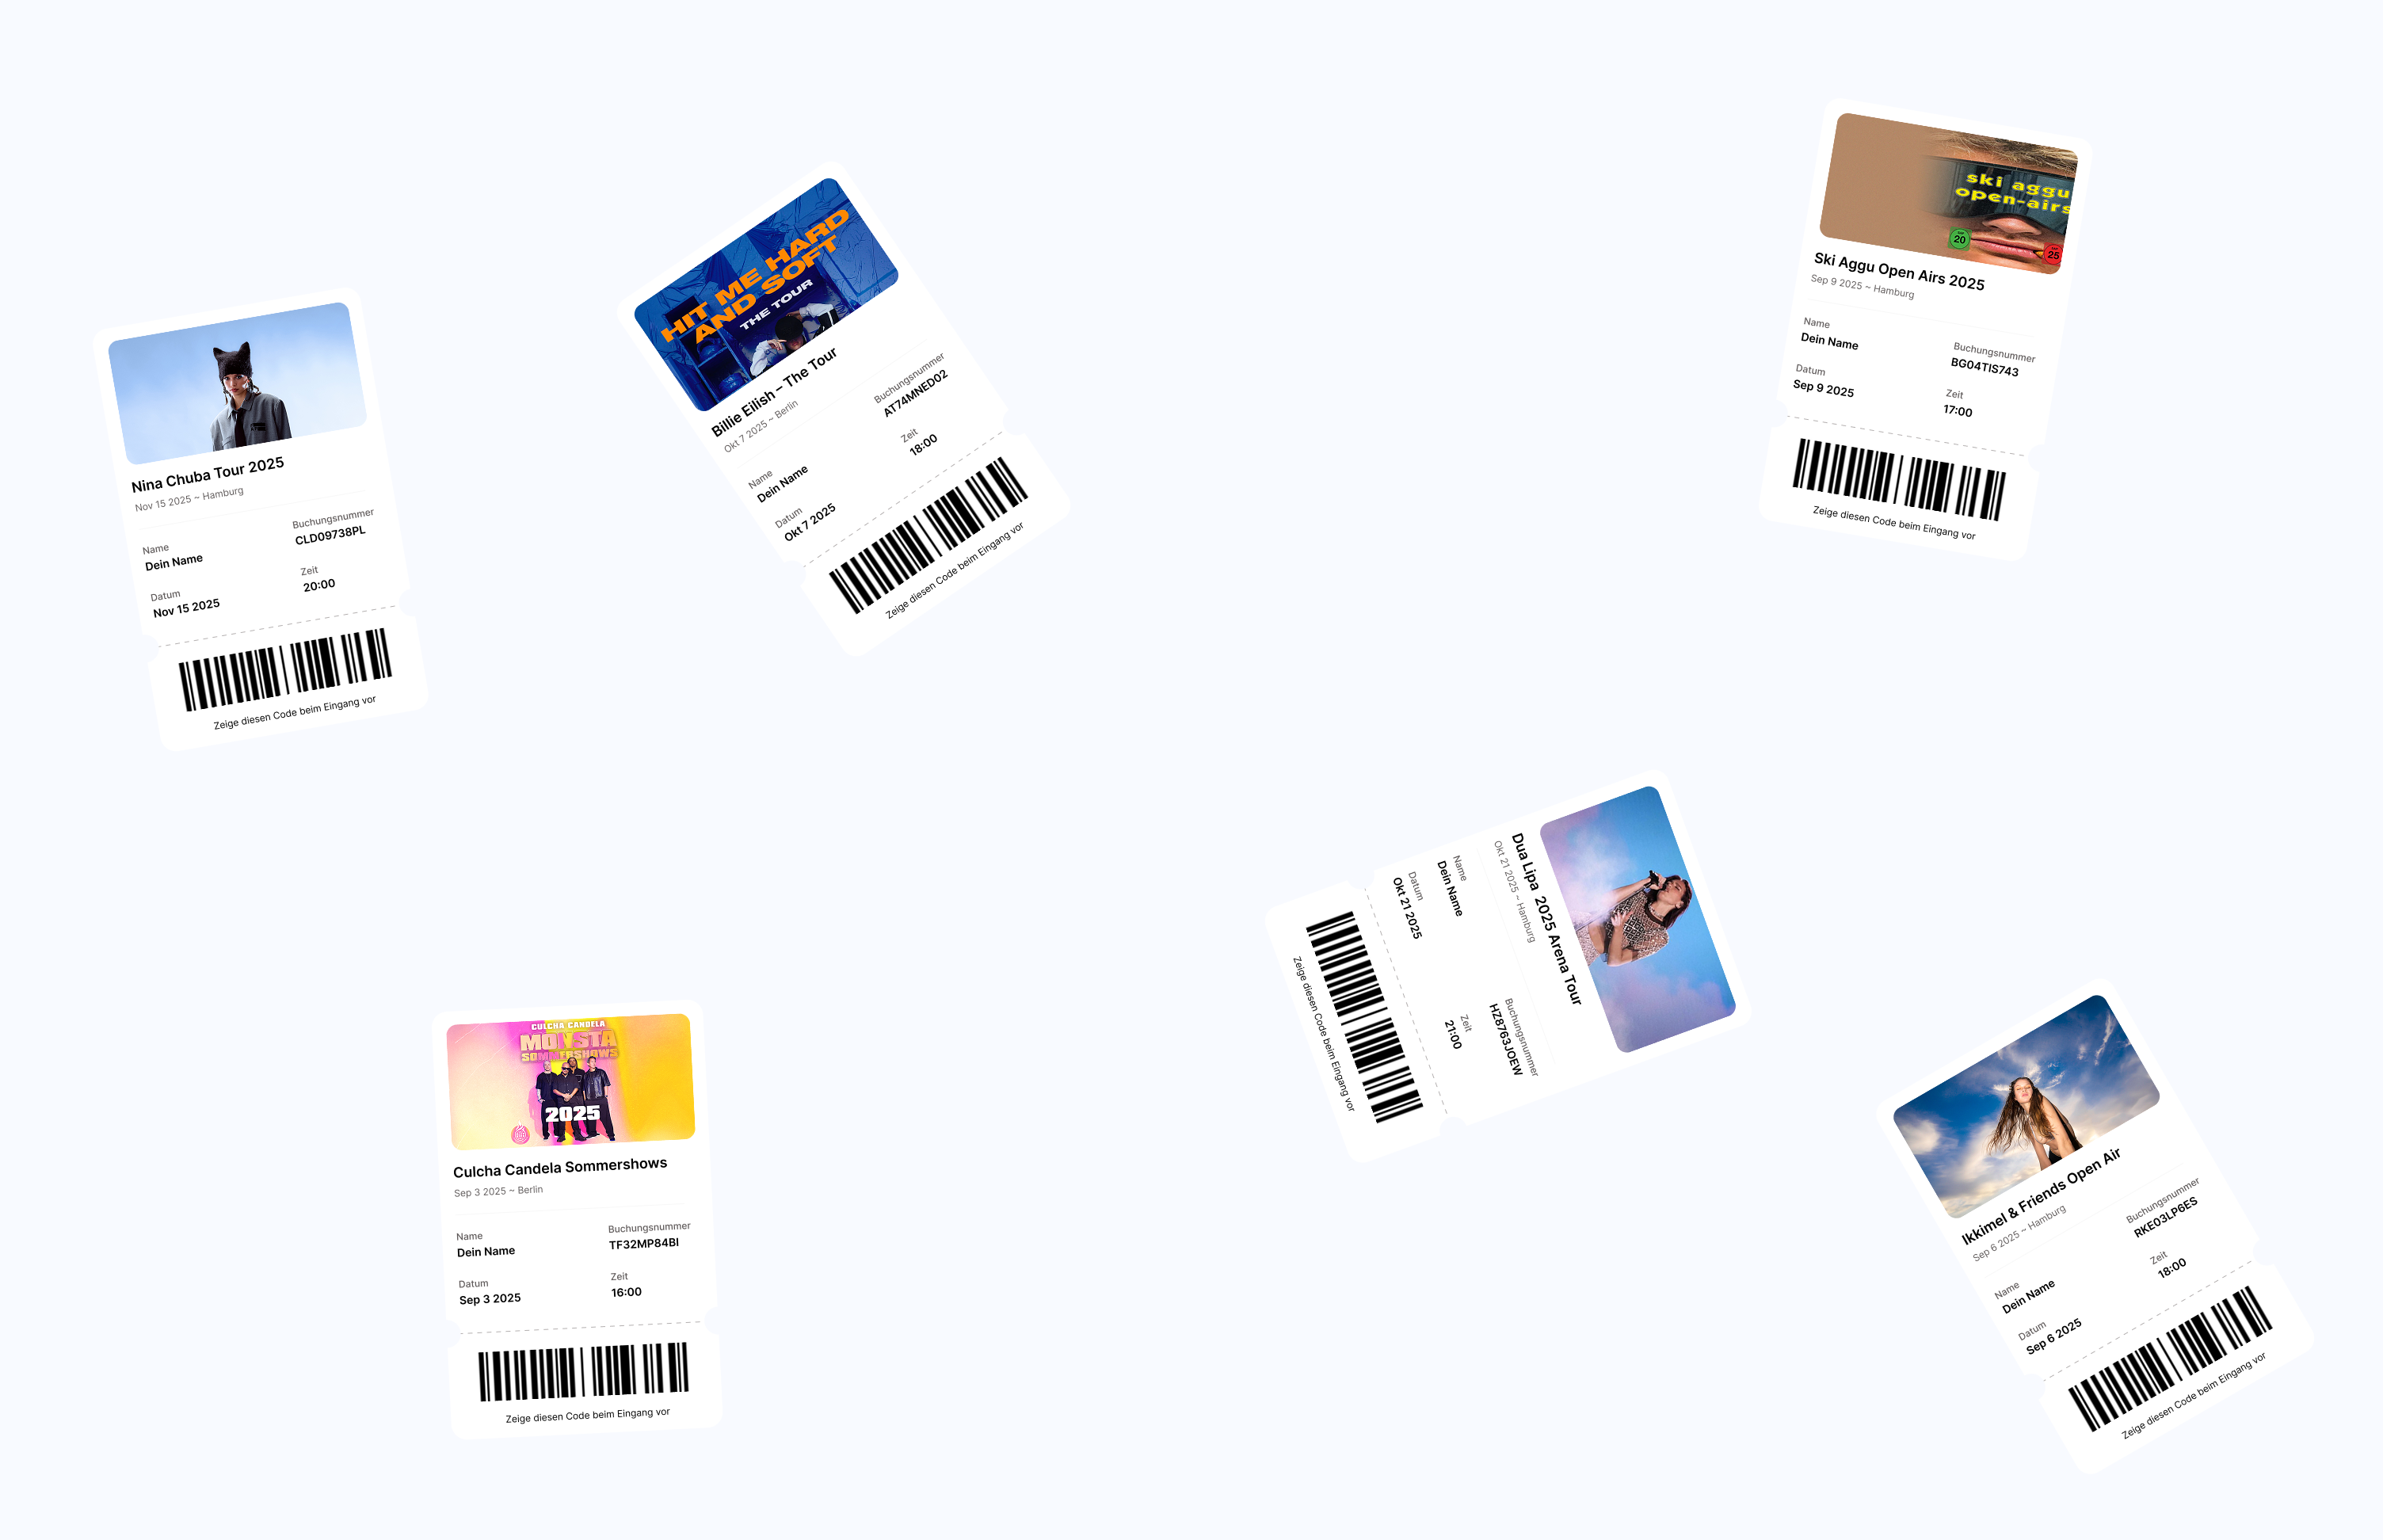 Nina Chuba Tour 2025
Nov 15 2025 ~ Hamburg
Name
Dein Name
Buchungsnummer
CLD09738PL
Datum
Nov 15 2025
Zeit
20:00
Zeige diesen Code beim Eingang vor
HIT ME HARD
AND SOFT
THE TOUR
Billie Eilish – The Tour
Okt 7 2025 ~ Berlin
Name
Dein Name
Buchungsnummer
AT74MNED02
Datum
Okt 7 2025
Zeit
18:00
Zeige diesen Code beim Eingang vor
ski aggu
open-airs
20
25
Ski Aggu Open Airs 2025
Sep 9 2025 ~ Hamburg
Name
Dein Name
Buchungsnummer
BG04TIS743
Datum
Sep 9 2025
Zeit
17:00
Zeige diesen Code beim Eingang vor
CULCHA CANDELA
MONSTA
SOMMERSHOWS
2025
Culcha Candela Sommershows
Sep 3 2025 ~ Berlin
Name
Dein Name
Buchungsnummer
TF32MP84BI
Datum
Sep 3 2025
Zeit
16:00
Zeige diesen Code beim Eingang vor
Dua Lipa 2025 Arena Tour
Okt 21 2025 ~ Hamburg
Name
Dein Name
Buchungsnummer
HZ8763JOEW
Datum
Okt 21 2025
Zeit
21:00
Zeige diesen Code beim Eingang vor
Ikkimel & Friends Open Air
Sep 6 2025 ~ Hamburg
Name
Dein Name
Buchungsnummer
RKE03LP6ES
Datum
Sep 6 2025
Zeit
18:00
Zeige diesen Code beim Eingang vor